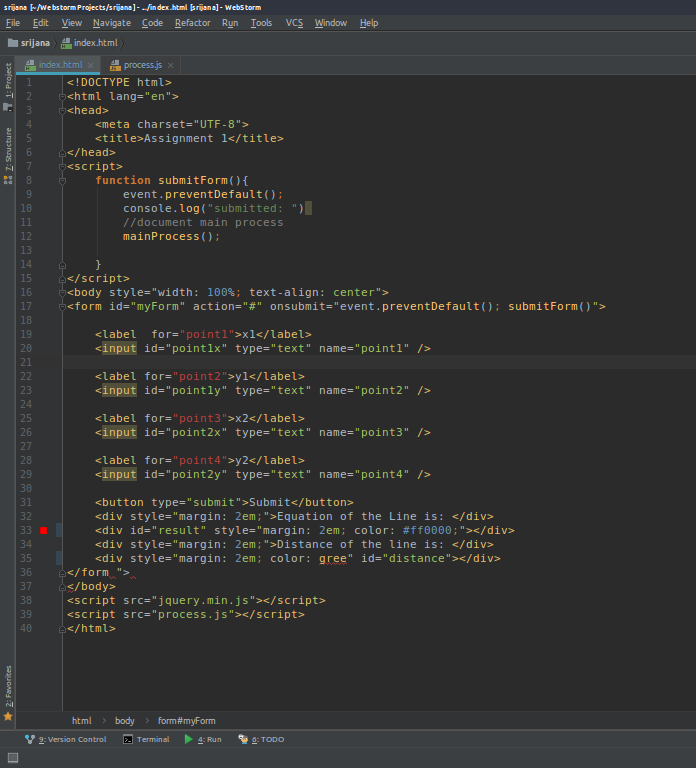 srijana [~/WebstormProjects/srijana] - .../index.html [srijana] - WebStorm
File Edit View Navigate Code Refactor Run Tools VCS Window Help
srijana index.html
index.html process.js
1: Project
7: Structure
2: Favorites
1 <!DOCTYPE html>
2 <html lang="en">
3 <head>
4 <meta charset="UTF-8">
5 <title>Assignment 1</title>
6 </head>
7 <script>
8 function submitForm(){
9 event.preventDefault();
10 console.log("submitted: ")
11 //document main process
12 mainProcess();
13
14 }
15 </script>
16 <body style="width: 100%; text-align: center">
17 <form id="myForm" action="#" onsubmit="event.preventDefault(); submitForm()">
18
19 <label  for="point1">x1</label>
20 <input id="point1x" type="text" name="point1" />
21
22 <label for="point2">y1</label>
23 <input id="point1y" type="text" name="point2" />
24
25 <label for="point3">x2</label>
26 <input id="point2x" type="text" name="point3" />
27
28 <label for="point4">y2</label>
29 <input id="point2y" type="text" name="point4" />
30
31 <button type="submit">Submit</button>
32 <div style="margin: 2em;">Equation of the Line is: </div>
33 <div id="result" style="margin: 2em; color: #ff0000;"></div>
34 <div style="margin: 2em;">Distance of the line is: </div>
35 <div style="margin: 2em; color: gree" id="distance"></div>
36 </form ">
37 </body>
38 <script src="jquery.min.js"></script>
39 <script src="process.js"></script>
40 </html>
html body form#myForm
9: Version Control Terminal 4: Run 6: TODO